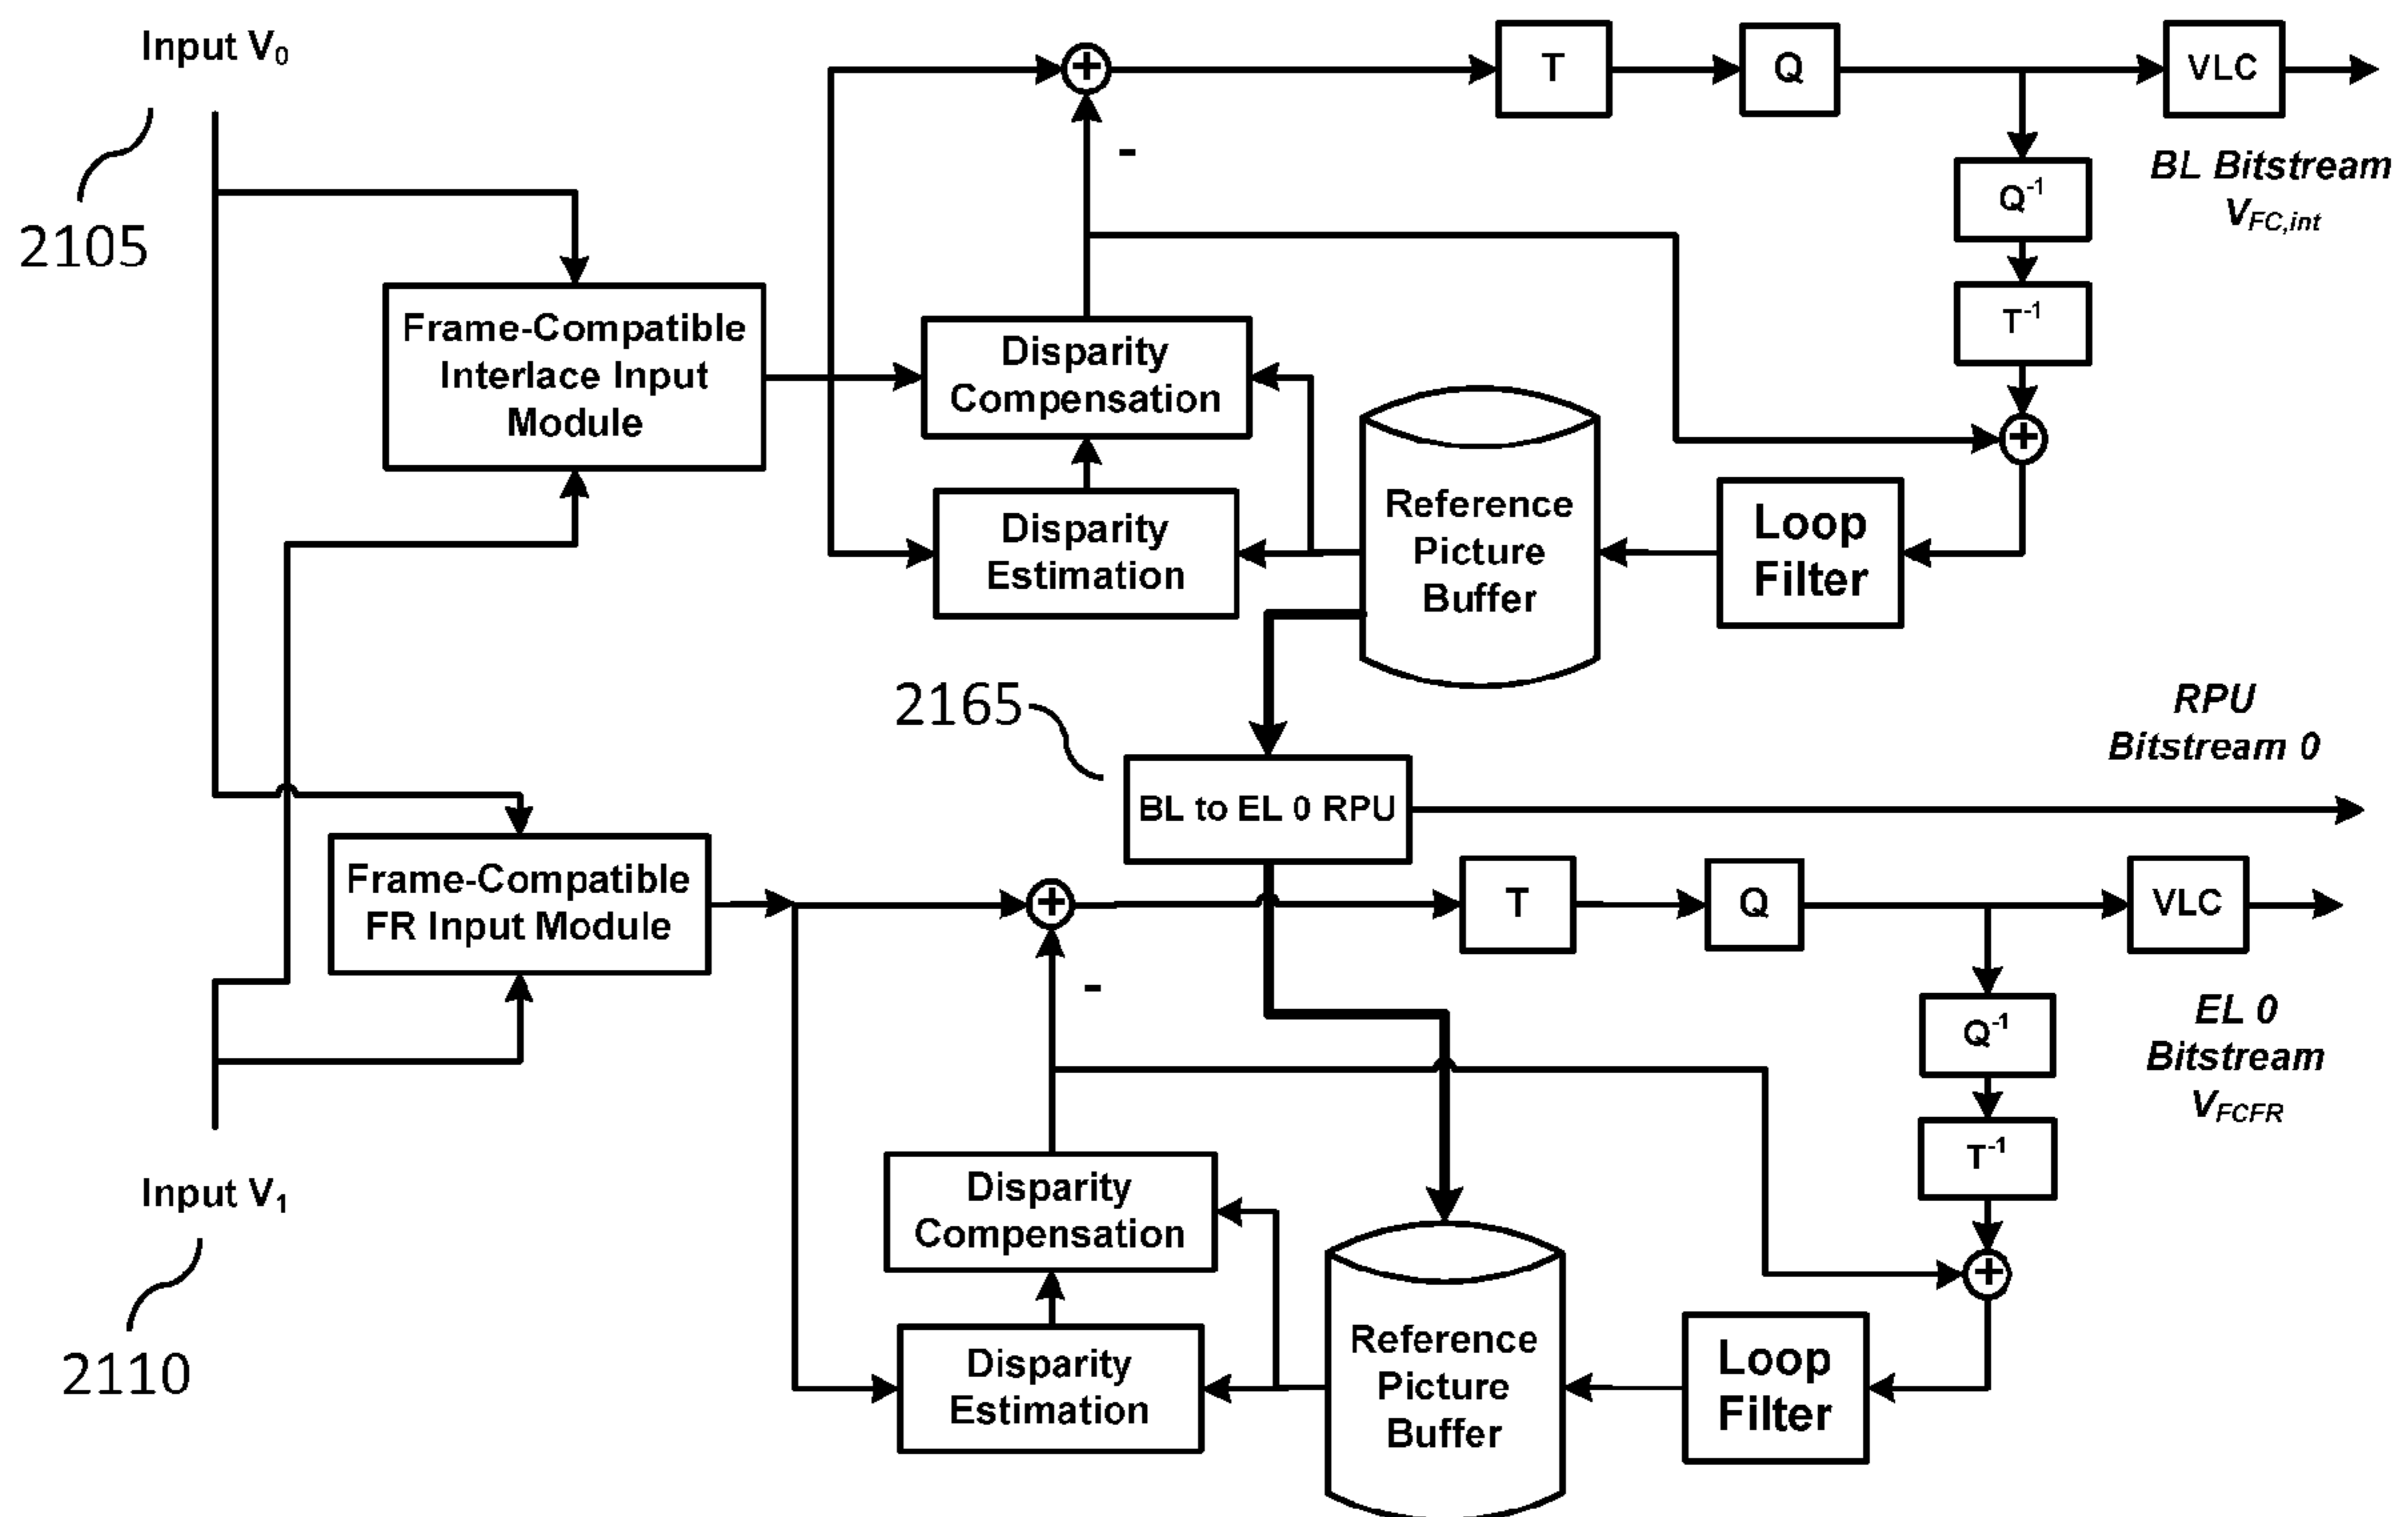 Input V₀
2105
Frame-Compatible
Interlace Input
Module
+
-
T
Q
VLC
BL Bitstream
V_FC,int
Q⁻¹
T⁻¹
+
Disparity
Compensation
Disparity
Estimation
Reference
Picture
Buffer
Loop
Filter
2165
BL to EL 0 RPU
RPU
Bitstream 0
Frame-Compatible
FR Input Module
+
-
T
Q
VLC
EL 0
Bitstream
V_FCFR
Q⁻¹
T⁻¹
+
Input V₁
2110
Disparity
Compensation
Disparity
Estimation
Reference
Picture
Buffer
Loop
Filter